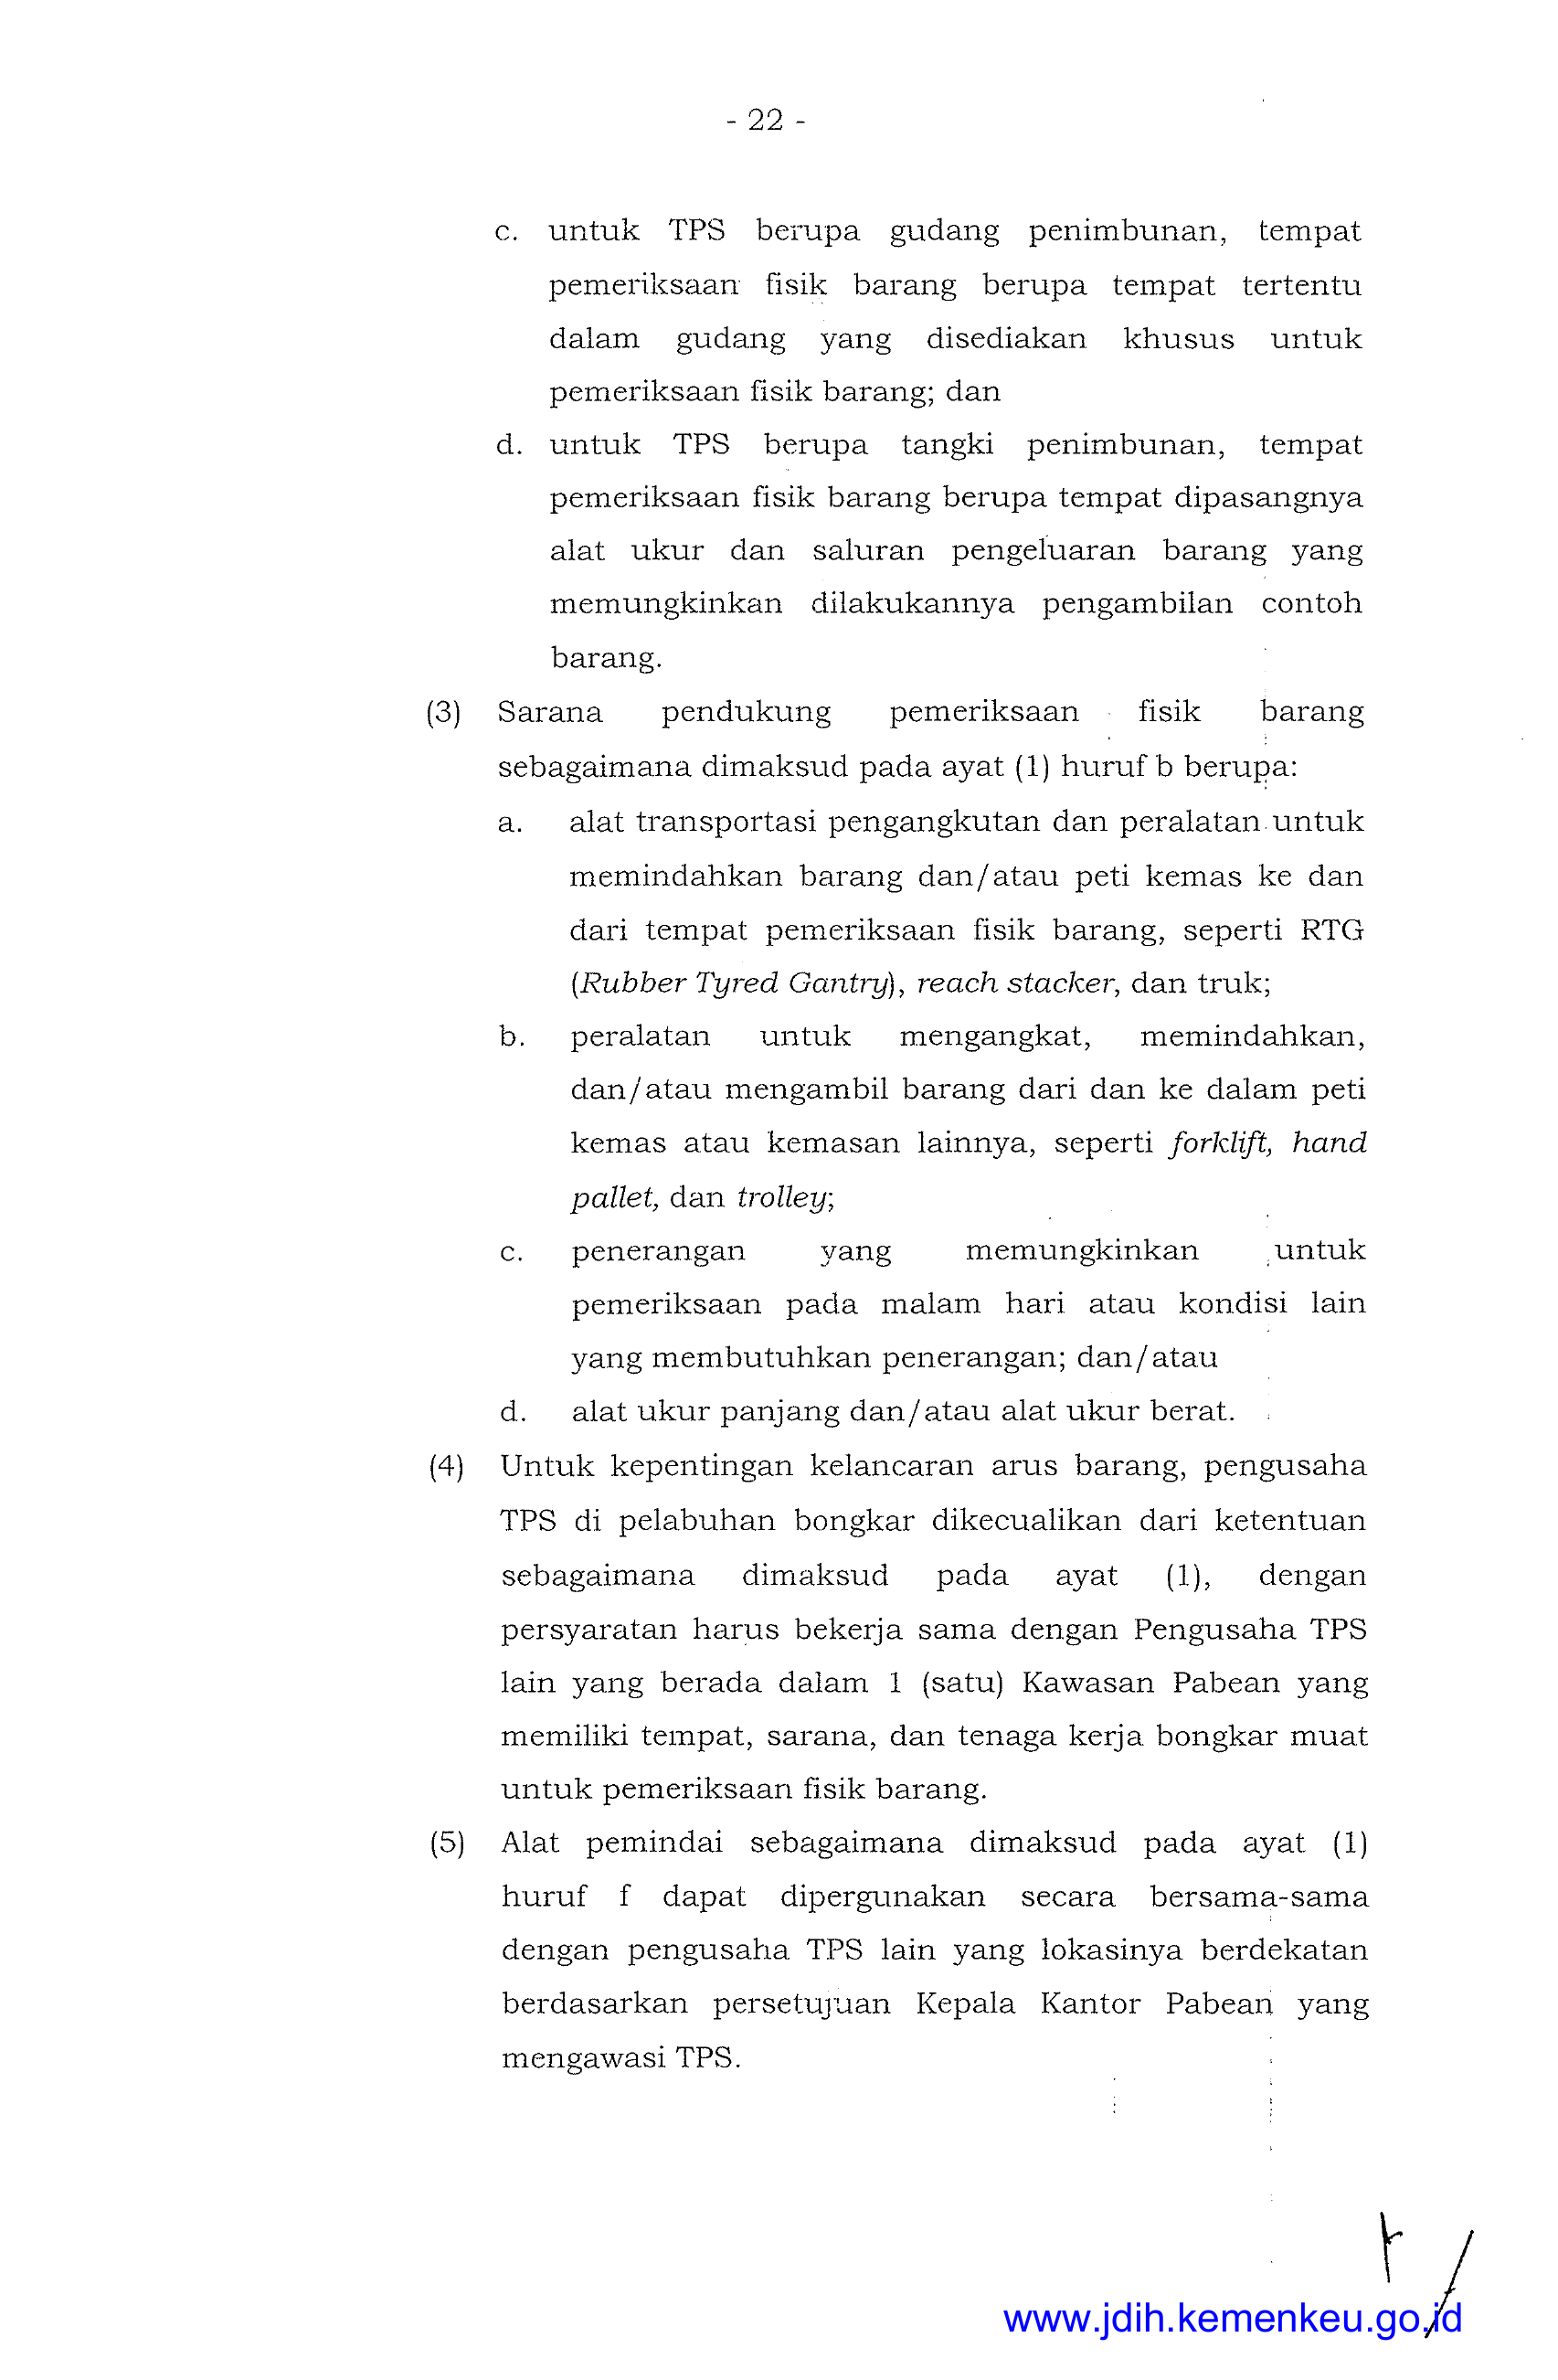 - 22 -
c. untuk TPS berupa gudang penimbunan, tempat
pemeriksaan fisik barang berupa tempat tertentu
dalam gudang yang disediakan khusus untuk
pemeriksaan fisik barang; dan
d. untuk TPS berupa tangki penimbunan, tempat
pemeriksaan fisik barang berupa tempat dipasangnya
alat ukur dan saluran pengeluaran barang yang
memungkinkan dilakukannya pengambilan contoh
barang.
(3) Sarana pendukung pemeriksaan fisik barang
sebagaimana dimaksud pada ayat (1) huruf b berupa:
a. alat transportasi pengangkutan dan peralatan untuk
memindahkan barang dan/atau peti kemas ke dan
dari tempat pemeriksaan fisik barang, seperti RTG
(Rubber Tyred Gantry), reach stacker, dan truk;
b. peralatan untuk mengangkat, memindahkan,
dan/atau mengambil barang dari dan ke dalam peti
kemas atau kemasan lainnya, seperti forklift, hand
pallet, dan trolley;
c. penerangan yang memungkinkan untuk
pemeriksaan pada malam hari atau kondisi lain
yang membutuhkan penerangan; dan/atau
d. alat ukur panjang dan/atau alat ukur berat.
(4) Untuk kepentingan kelancaran arus barang, pengusaha
TPS di pelabuhan bongkar dikecualikan dari ketentuan
sebagaimana dimaksud pada ayat (1), dengan
persyaratan harus bekerja sama dengan Pengusaha TPS
lain yang berada dalam 1 (satu) Kawasan Pabean yang
memiliki tempat, sarana, dan tenaga kerja bongkar muat
untuk pemeriksaan fisik barang.
(5) Alat pemindai sebagaimana dimaksud pada ayat (1)
huruf f dapat dipergunakan secara bersama-sama
dengan pengusaha TPS lain yang lokasinya berdekatan
berdasarkan persetujuan Kepala Kantor Pabean yang
mengawasi TPS.
www.jdih.kemenkeu.go.id